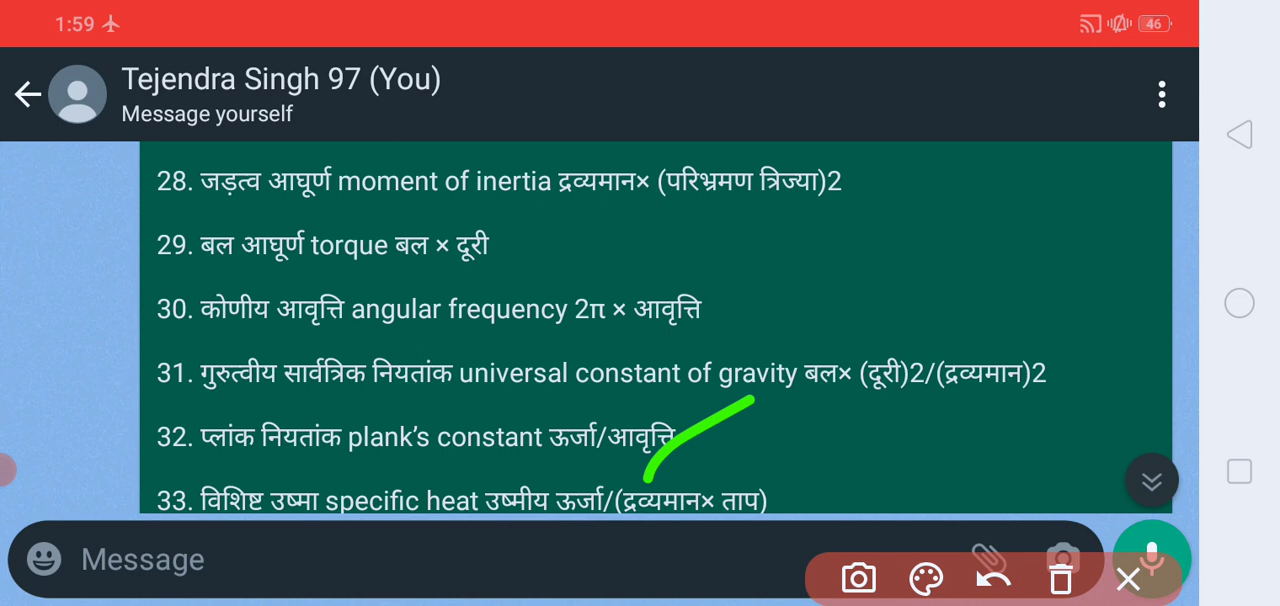 1:59
46
Tejendra Singh 97 (You)
Message yourself
28. जड़त्व आघूर्ण moment of inertia द्रव्यमान× (परिभ्रमण त्रिज्या)2
29. बल आघूर्ण torque बल × दूरी
30. कोणीय आवृत्ति angular frequency 2π × आवृत्ति
31. गुरुत्वीय सार्वत्रिक नियतांक universal constant of gravity बल× (दूरी)2/(द्रव्यमान)2
32. प्लांक नियतांक plank’s constant ऊर्जा/आवृत्ति
33. विशिष्ट उष्मा specific heat उष्मीय ऊर्जा/(द्रव्यमान× ताप)
Message